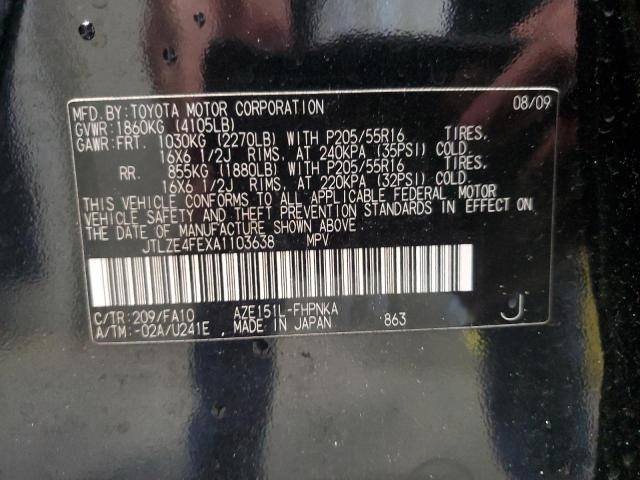 MFD.BY:TOYOTA MOTOR CORPORATION 08/09
GVWR:1860KG (4105LB)
GAWR:FRT. 1030KG (2270LB) WITH P205/55R16 TIRES,
16X6 1/2J RIMS, AT 240KPA (35PSI) COLD.
RR. 855KG (1880LB) WITH P205/55R16 TIRES,
16X6 1/2J RIMS, AT 220KPA (32PSI) COLD.
THIS VEHICLE CONFORMS TO ALL APPLICABLE FEDERAL MOTOR
VEHICLE SAFETY AND THEFT PREVENTION STANDARDS IN EFFECT ON
THE DATE OF MANUFACTURE SHOWN ABOVE.
JTLZE4FEXA1103638 MPV
C/TR:209/FA10 AZE151L-FHPNKA
A/TM:-02A/U241E, MADE IN JAPAN 863 J